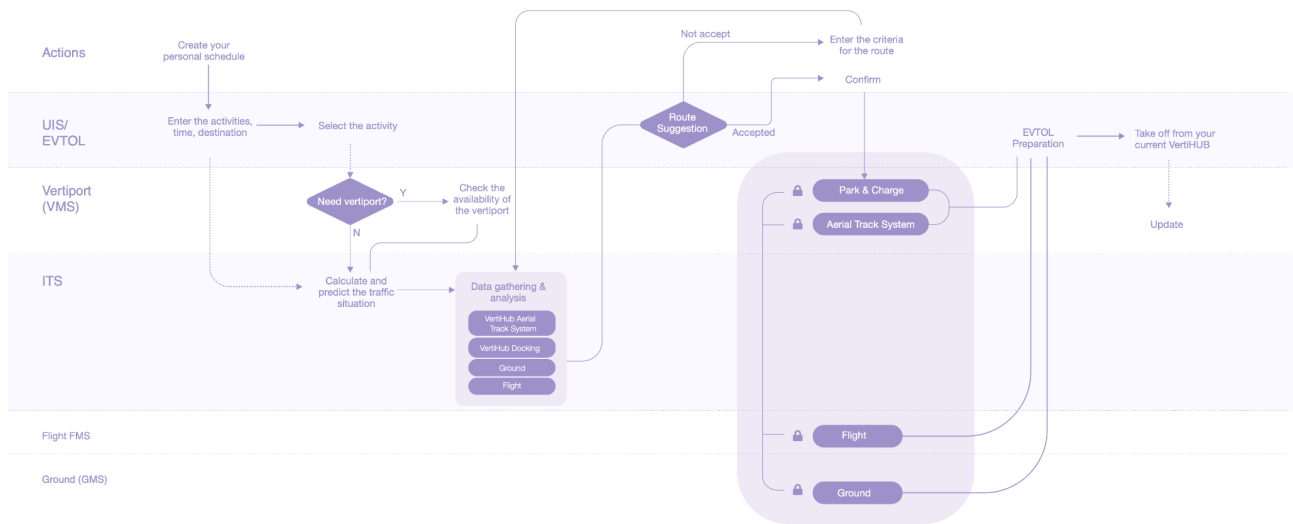 Actions
Create your
personal schedule
Not accept
Enter the criteria
for the route
Confirm
UIS/
EVTOL
Enter the activities,
time, destination
Select the activity
Route
Suggestion
Accepted
EVTOL
Preparation
Take off from your
current VertiHUB
Vertiport
(VMS)
Need vertiport?
Y
N
Check the
availability of
the vertiport
Park & Charge
Aerial Track System
Update
ITS
Calculate and
predict the traffic
situation
Data gathering &
analysis
VertiHub Aerial
Track System
VertiHub Docking
Ground
Flight
Flight FMS
Flight
Ground (GMS)
Ground